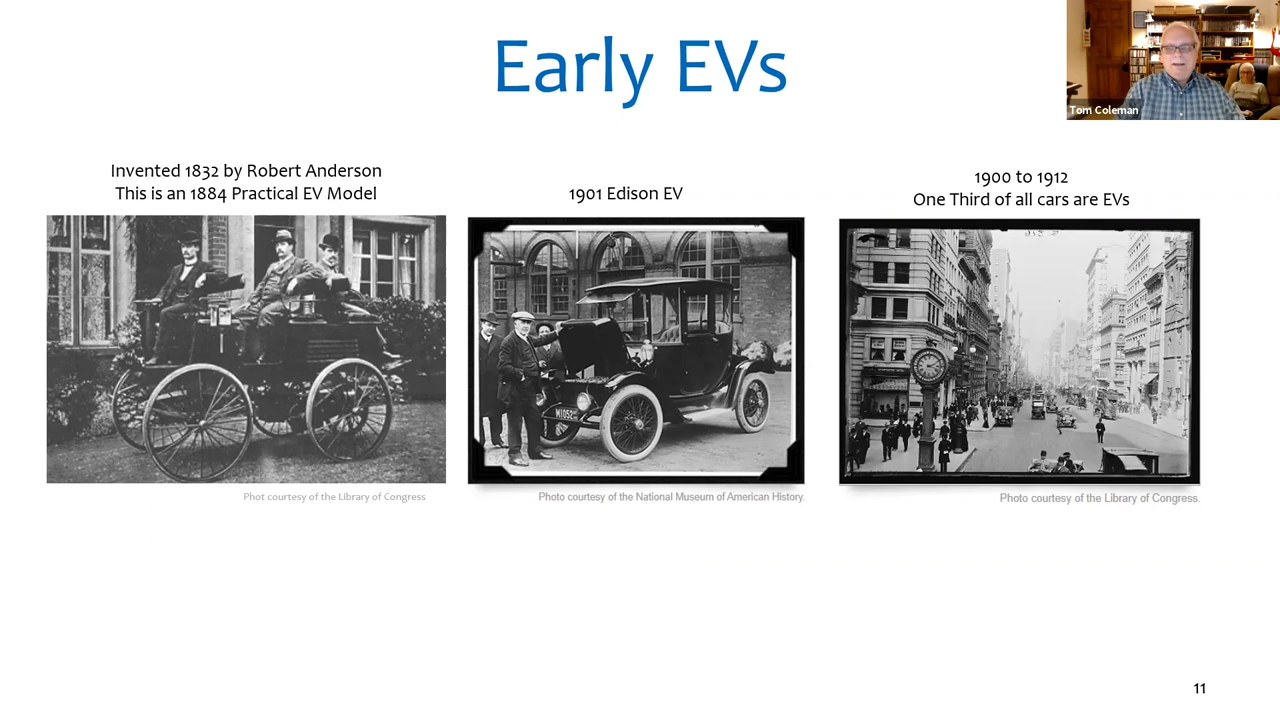 Early EVs
Tom Coleman
Invented 1832 by Robert Anderson
This is an 1884 Practical EV Model
1901 Edison EV
1900 to 1912
One Third of all cars are EVs
Phot courtesy of the Library of Congress
Photo courtesy of the National Museum of American History.
Photo courtesy of the Library of Congress.
11